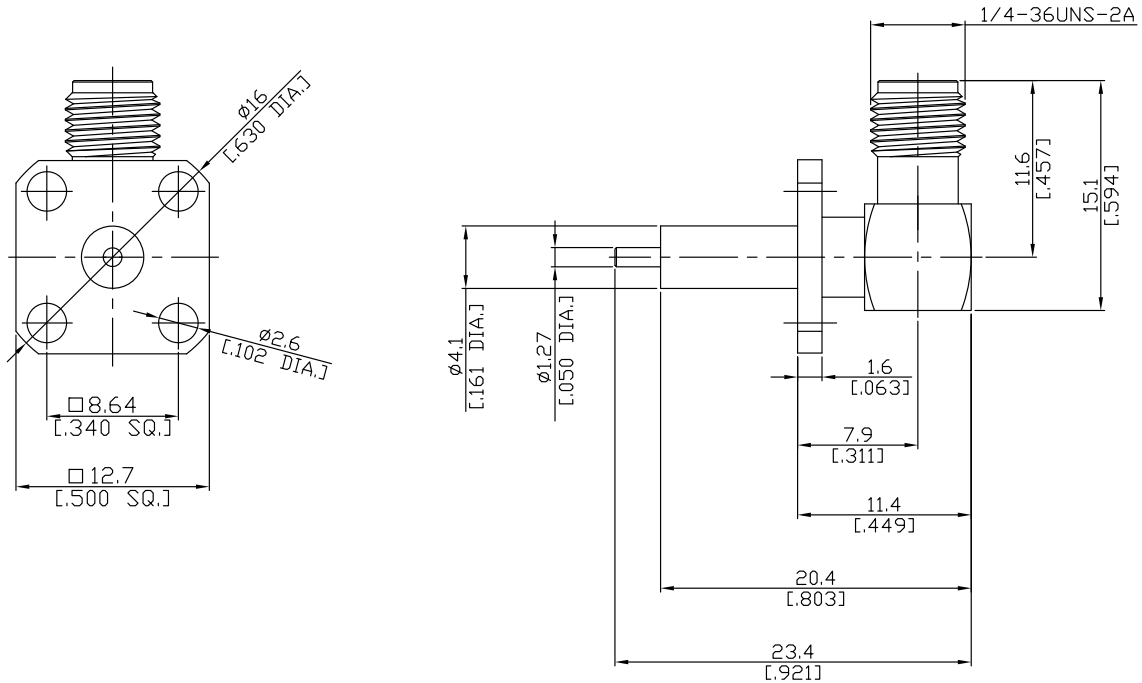 1/4-36UNS-2A
ø16
[.630 DIA.]
11.6
[.457]
15.1
[.594]
ø2.6
[.102 DIA.]
ø4.1
[.161 DIA.]
ø1.27
[.050 DIA.]
1.6
[.063]
□8.64
[.340 SQ.]
7.9
[.311]
□12.7
[.500 SQ.]
11.4
[.449]
20.4
[.803]
23.4
[.921]